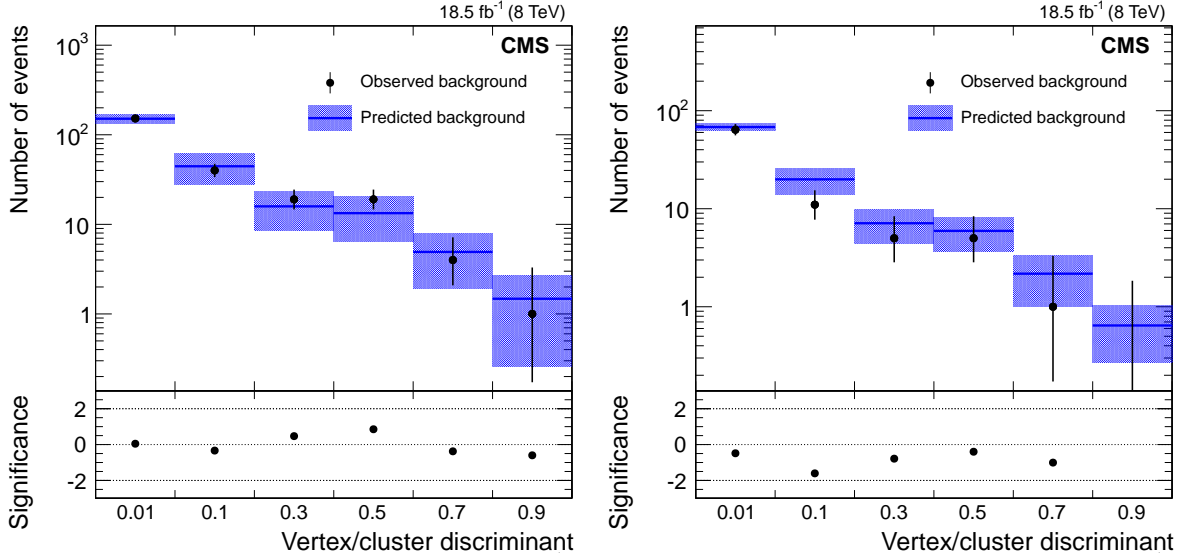 18.5 fb⁻¹ (8 TeV)
CMS
Number of events
10³
10²
10
1
Observed background
Predicted background
Significance
2
0
-2
0.01 0.1 0.3 0.5 0.7 0.9
Vertex/cluster discriminant
18.5 fb⁻¹ (8 TeV)
CMS
Number of events
10²
10
1
Observed background
Predicted background
Significance
2
0
-2
0.01 0.1 0.3 0.5 0.7 0.9
Vertex/cluster discriminant